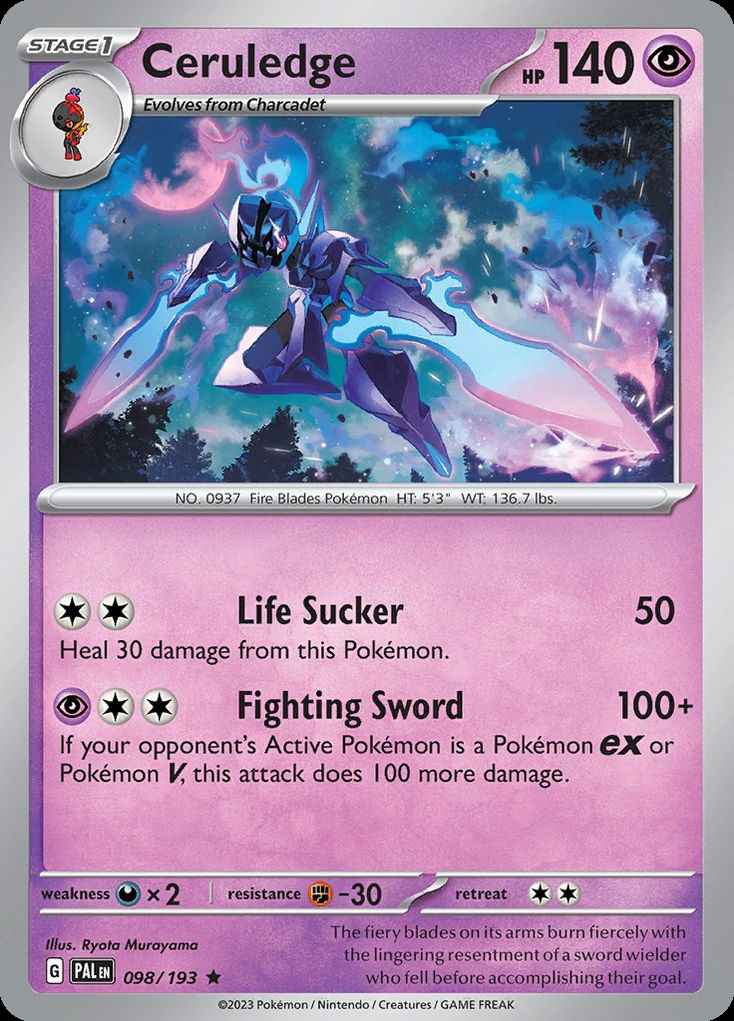 STAGE1
Ceruledge
HP 140
Evolves from Charcadet
NO. 0937 Fire Blades Pokémon HT: 5'3" WT: 136.7 lbs.
Life Sucker 50
Heal 30 damage from this Pokémon.
Fighting Sword 100+
If your opponent's Active Pokémon is a Pokémon ex or
Pokémon V, this attack does 100 more damage.
weakness ×2 resistance -30 retreat
Illus. Ryota Murayama
G PAL EN 098/193 ★
The fiery blades on its arms burn fiercely with
the lingering resentment of a sword wielder
who fell before accomplishing their goal.
©2023 Pokémon / Nintendo / Creatures / GAME FREAK